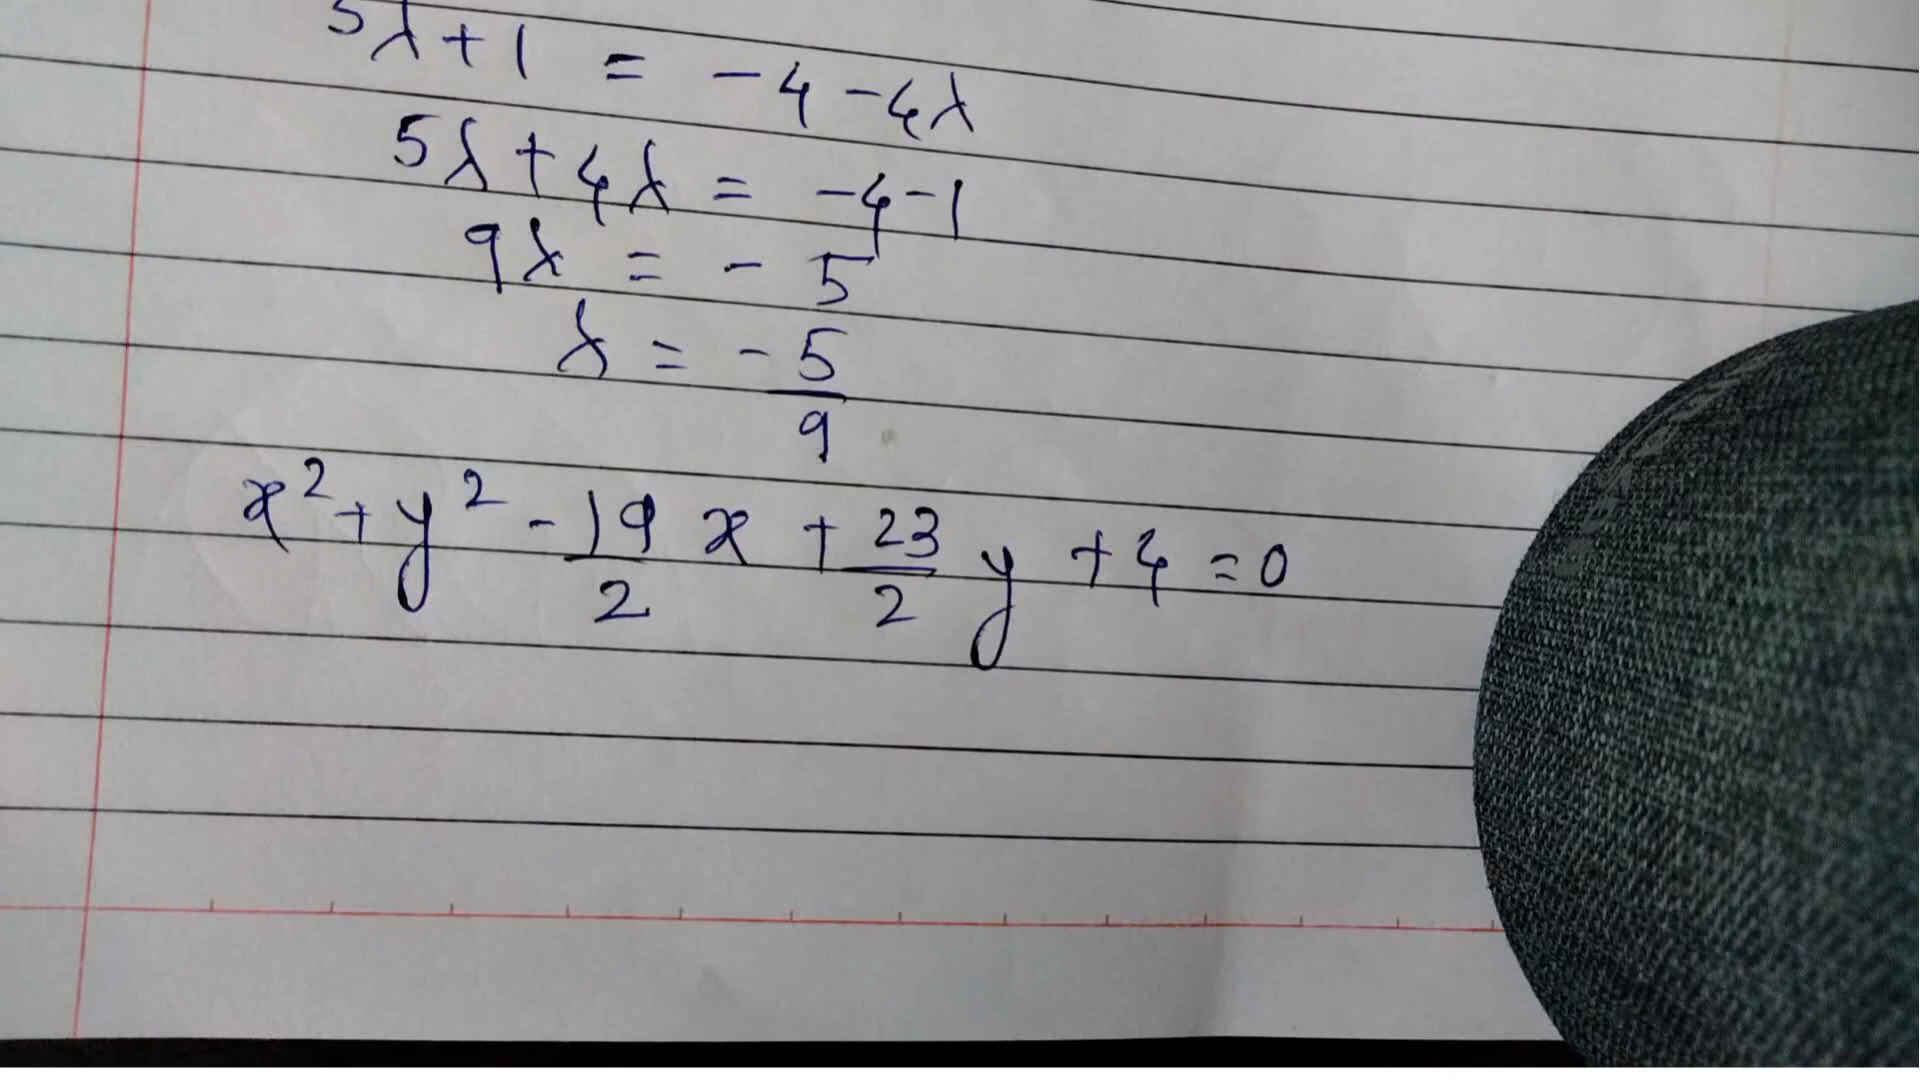 5λ+1 = -4-4λ
5λ+4λ = -4-1
9λ = -5
λ = -5/9
x²+y² -19/2 x + 23/2 y + 4 = 0